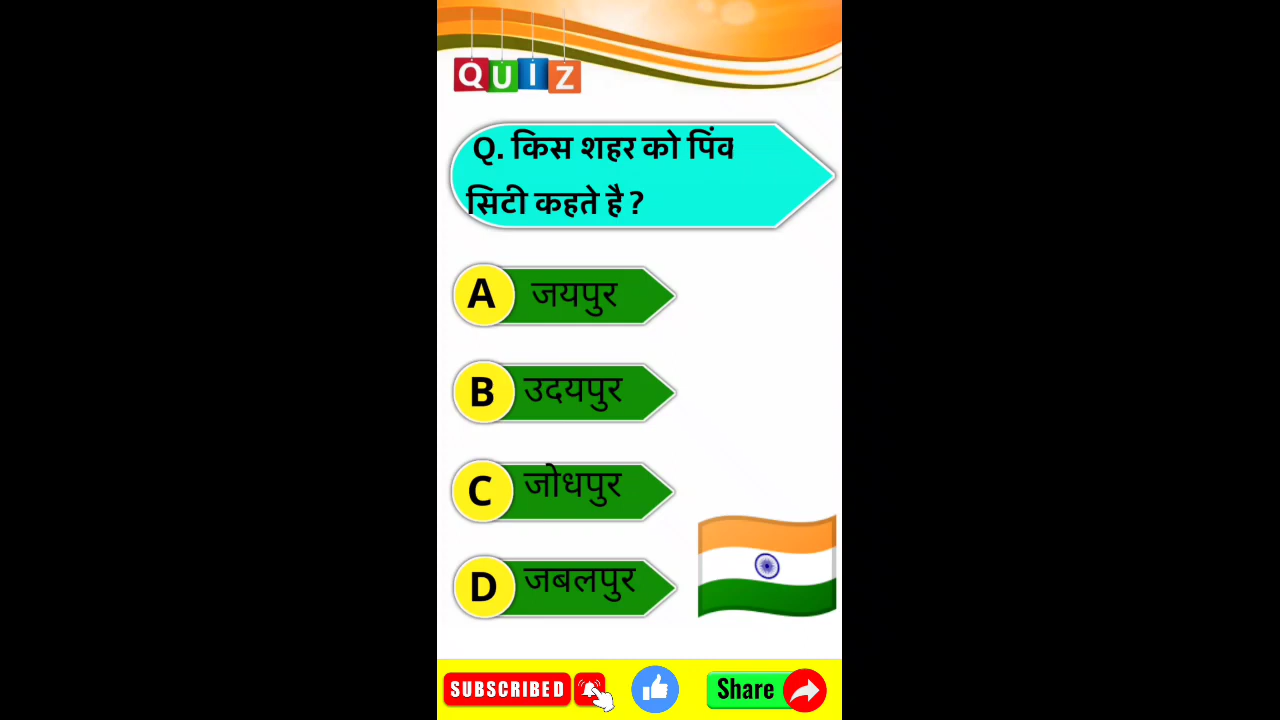 QUIZ
Q. किस शहर को पिंक
सिटी कहते है ?
A जयपुर
B उदयपुर
C जोधपुर
D जबलपुर
SUBSCRIBED
Share